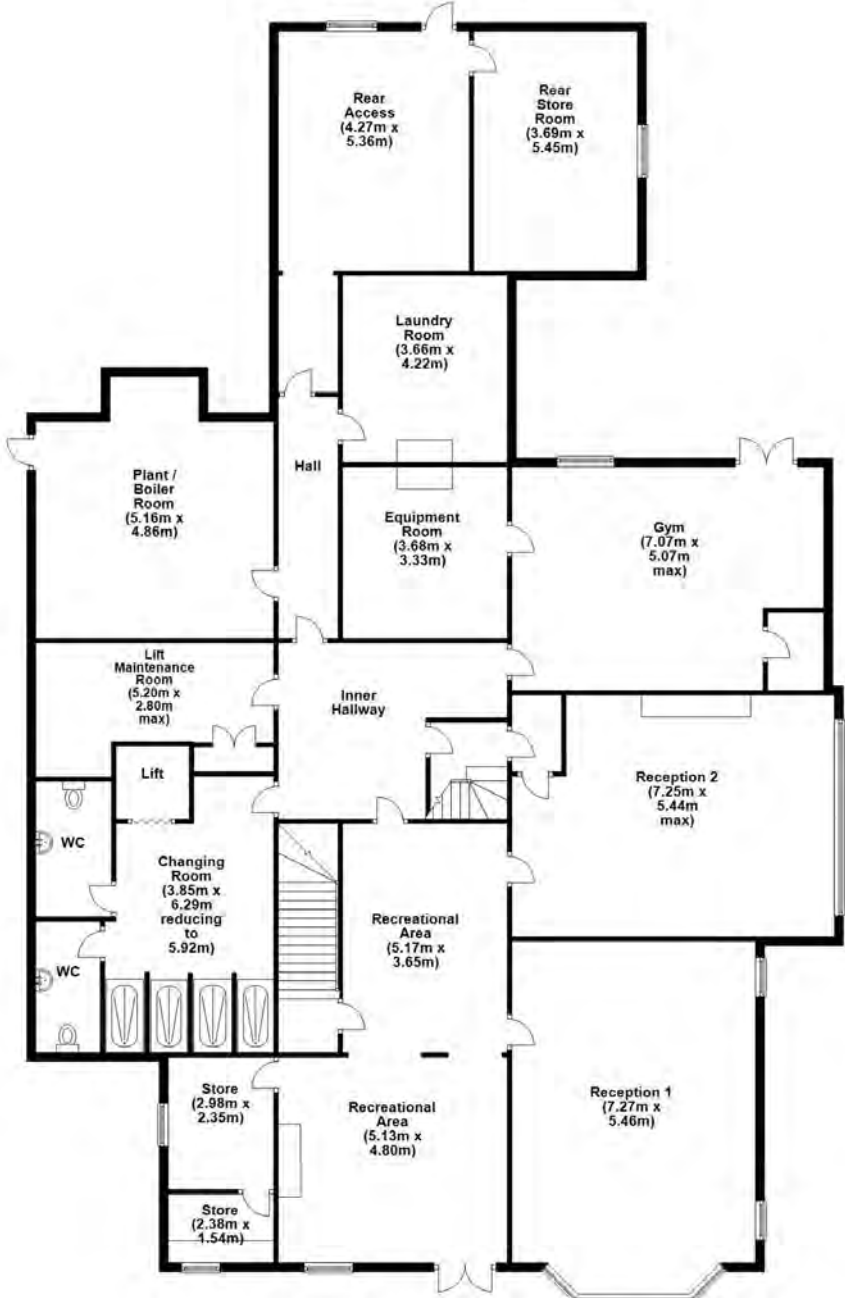 Rear
Access
(4.27m x
5.36m)
Rear
Store
Room
(3.69m x
5.45m)
Laundry
Room
(3.66m x
4.22m)
Hall
Plant /
Boiler
Room
(5.16m x
4.86m)
Equipment
Room
(3.68m x
3.33m)
Gym
(7.07m x
5.07m
max)
Lift
Maintenance
Room
(5.20m x
2.80m
max)
Inner
Hallway
Lift
Reception 2
(7.25m x
5.44m
max)
WC
Changing
Room
(3.85m x
6.29m
reducing
to
5.92m)
Recreational
Area
(5.17m x
3.65m)
WC
Store
(2.98m x
2.35m)
Recreational
Area
(5.13m x
4.80m)
Reception 1
(7.27m x
5.46m)
Store
(2.38m x
1.54m)